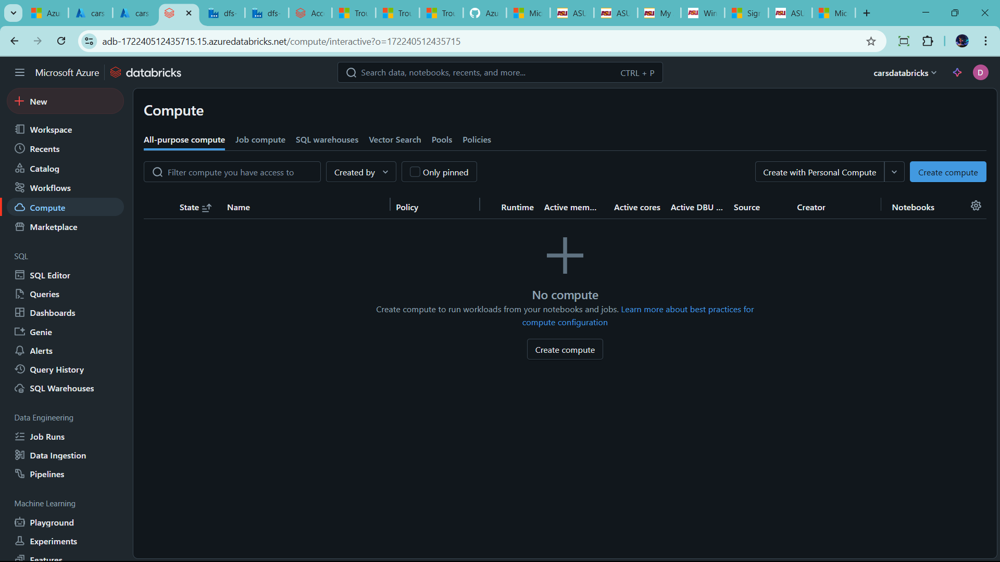 Azu
cars
cars
dfs-
dfs-
Acc
Trou
Trou
Trou
Azu
Mic
ASU
ASU
My
Win
Sign
ASU
Mic
adb-172240512435715.15.azuredatabricks.net/compute/interactive?o=172240512435715
Microsoft Azure
databricks
Search data, notebooks, recents, and more...
CTRL + P
carsdatabricks
D
New
Workspace
Recents
Catalog
Workflows
Compute
Marketplace
SQL
SQL Editor
Queries
Dashboards
Genie
Alerts
Query History
SQL Warehouses
Data Engineering
Job Runs
Data Ingestion
Pipelines
Machine Learning
Playground
Experiments
Features
Compute
All-purpose compute
Job compute
SQL warehouses
Vector Search
Pools
Policies
Filter compute you have access to
Created by
Only pinned
Create with Personal Compute
Create compute
State
Name
Policy
Runtime
Active mem...
Active cores
Active DBU ...
Source
Creator
Notebooks
No compute
Create compute to run workloads from your notebooks and jobs. Learn more about best practices for
compute configuration
Create compute